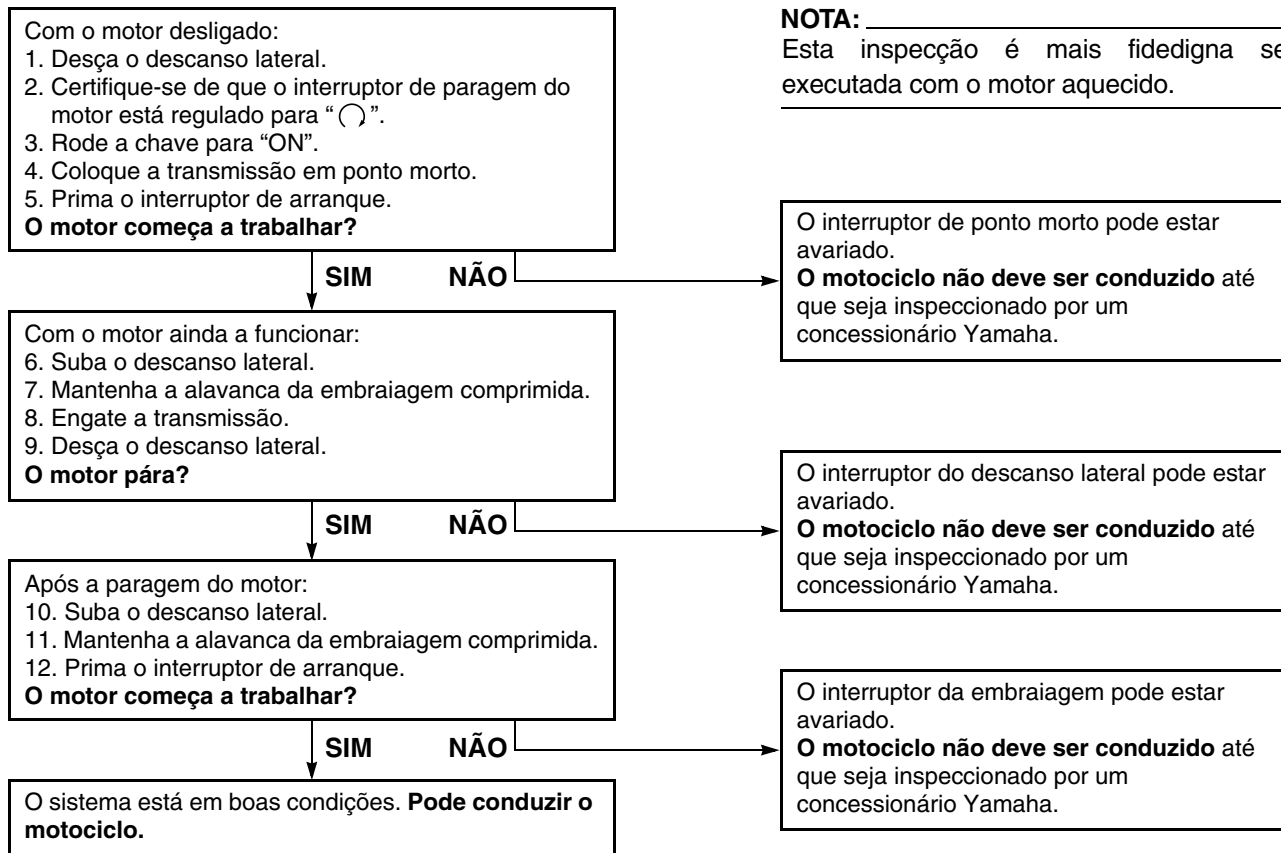 Com o motor desligado:
1. Desça o descanso lateral.
2. Certifique-se de que o interruptor de paragem do
motor está regulado para “ ”.
3. Rode a chave para “ON”.
4. Coloque a transmissão em ponto morto.
5. Prima o interruptor de arranque.
O motor começa a trabalhar?
NOTA:
Esta inspecção é mais fidedigna se
executada com o motor aquecido.
SIM NÃO
O interruptor de ponto morto pode estar
avariado.
O motociclo não deve ser conduzido até
que seja inspeccionado por um
concessionário Yamaha.
Com o motor ainda a funcionar:
6. Suba o descanso lateral.
7. Mantenha a alavanca da embraiagem comprimida.
8. Engate a transmissão.
9. Desça o descanso lateral.
O motor pára?
SIM NÃO
O interruptor do descanso lateral pode estar
avariado.
O motociclo não deve ser conduzido até
que seja inspeccionado por um
concessionário Yamaha.
Após a paragem do motor:
10. Suba o descanso lateral.
11. Mantenha a alavanca da embraiagem comprimida.
12. Prima o interruptor de arranque.
O motor começa a trabalhar?
SIM NÃO
O interruptor da embraiagem pode estar
avariado.
O motociclo não deve ser conduzido até
que seja inspeccionado por um
concessionário Yamaha.
O sistema está em boas condições. Pode conduzir o
motociclo.